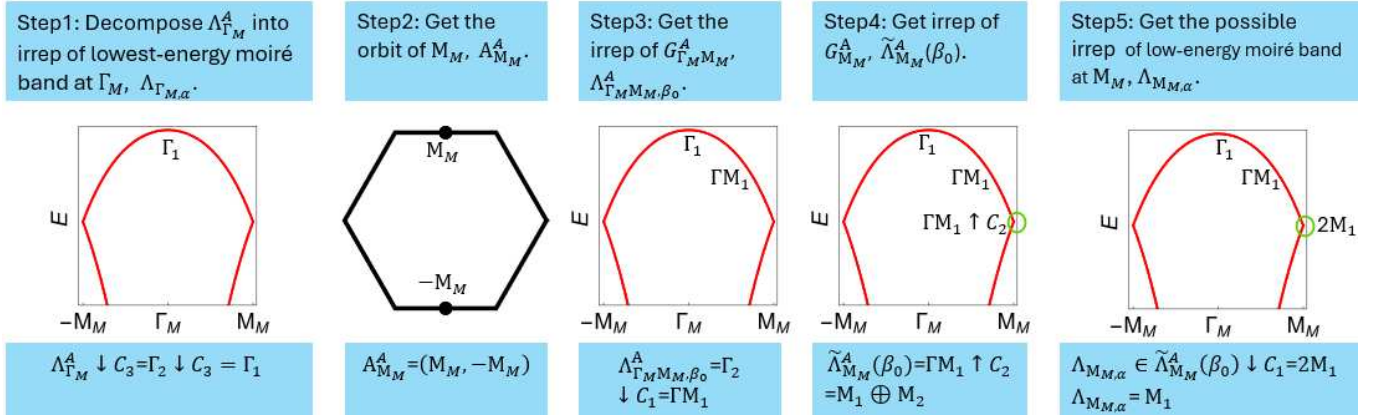 Step1: Decompose Λ^A_{Γ_M} into
irrep of lowest-energy moiré
band at Γ_M, Λ_{Γ_M,α}.
Step2: Get the
orbit of M_M, A^A_{M_M}.
Step3: Get the
irrep of G^A_{Γ_M M_M},
Λ^A_{Γ_M M_M,β_0}.
Step4: Get irrep of
G^A_{M_M}, Λ̃^A_{M_M}(β_0).
Step5: Get the possible
irrep of low-energy moiré band
at M_M, Λ_{M_M,α}.
Γ_1
E
−M_M Γ_M M_M
M_M
−M_M
Γ_1
ΓM_1
E
−M_M Γ_M M_M
Γ_1
ΓM_1
ΓM_1 ↑ C_2
E
−M_M Γ_M M_M
Γ_1
ΓM_1
2M_1
E
−M_M Γ_M M_M
Λ^A_{Γ_M} ↓ C_3=Γ_2 ↓ C_3 = Γ_1
A^A_{M_M}=(M_M, −M_M)
Λ^A_{Γ_M M_M,β_0}=Γ_2
↓ C_1=ΓM_1
Λ̃^A_{M_M}(β_0)=ΓM_1 ↑ C_2
=M_1 ⊕ M_2
Λ_{M_M,α} ∈ Λ̃^A_{M_M}(β_0) ↓ C_1=2M_1
Λ_{M_M,α} = M_1